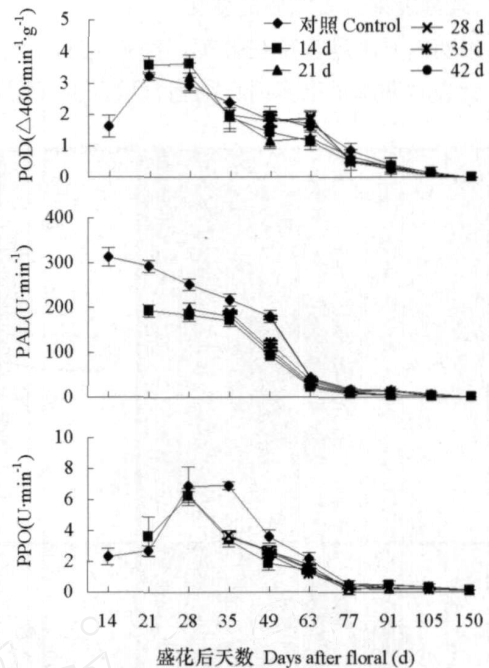 对照 Control
14 d
21 d
28 d
35 d
42 d
POD(△460·min⁻¹·g⁻¹)
5
4
3
2
1
0
PAL(U·min⁻¹)
400
300
200
100
0
PPO(U·min⁻¹)
10
8
6
4
2
0
14 21 28 35 49 63 77 91 105 150
盛花后天数 Days after floral (d)